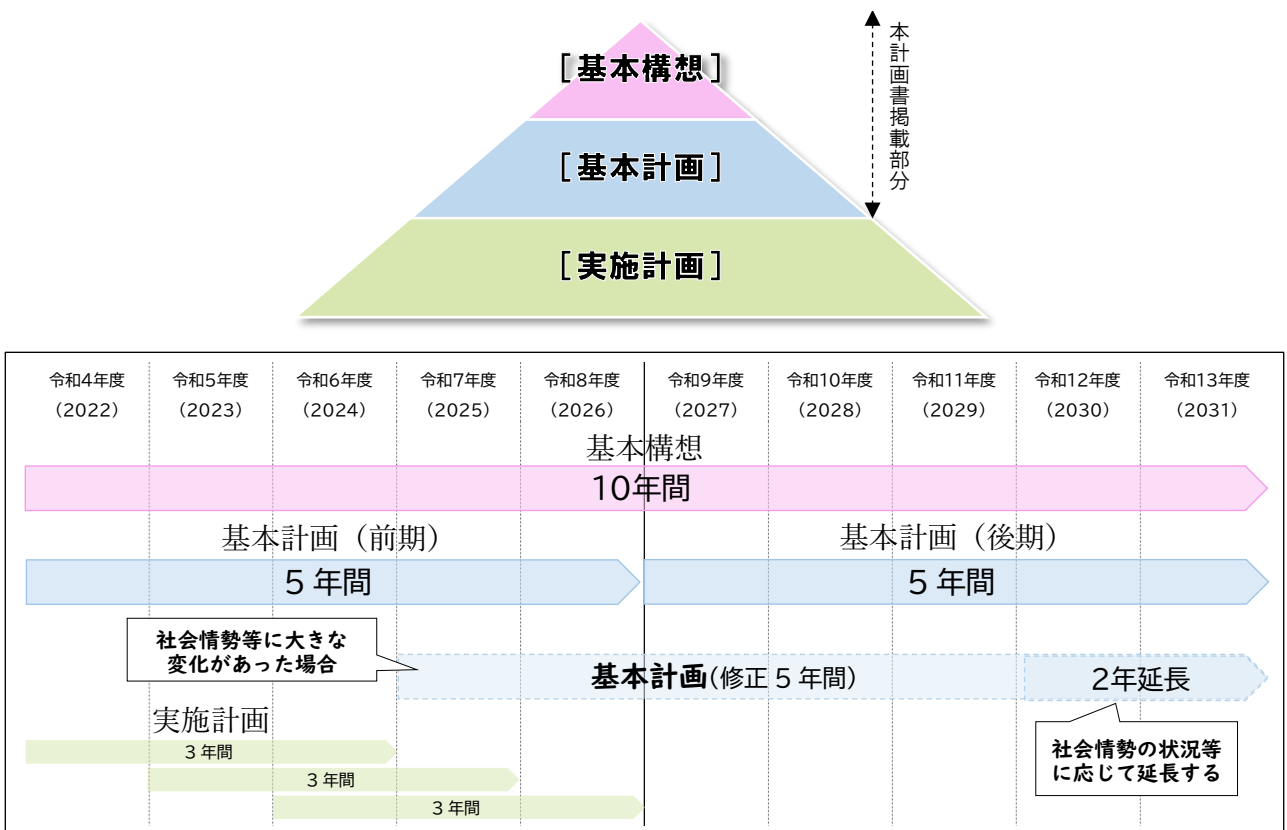 [基本構想]
[基本計画]
[実施計画]
本計画書掲載部分
令和4年度 令和5年度 令和6年度 令和7年度 令和8年度 令和9年度 令和10年度 令和11年度 令和12年度 令和13年度
(2022) (2023) (2024) (2025) (2026) (2027) (2028) (2029) (2030) (2031)
基本構想
10年間
基本計画(前期) 基本計画(後期)
5年間 5年間
社会情勢等に大きな
変化があった場合
基本計画(修正5年間) 2年延長
実施計画
3年間
3年間
3年間
社会情勢の状況等
に応じて延長する